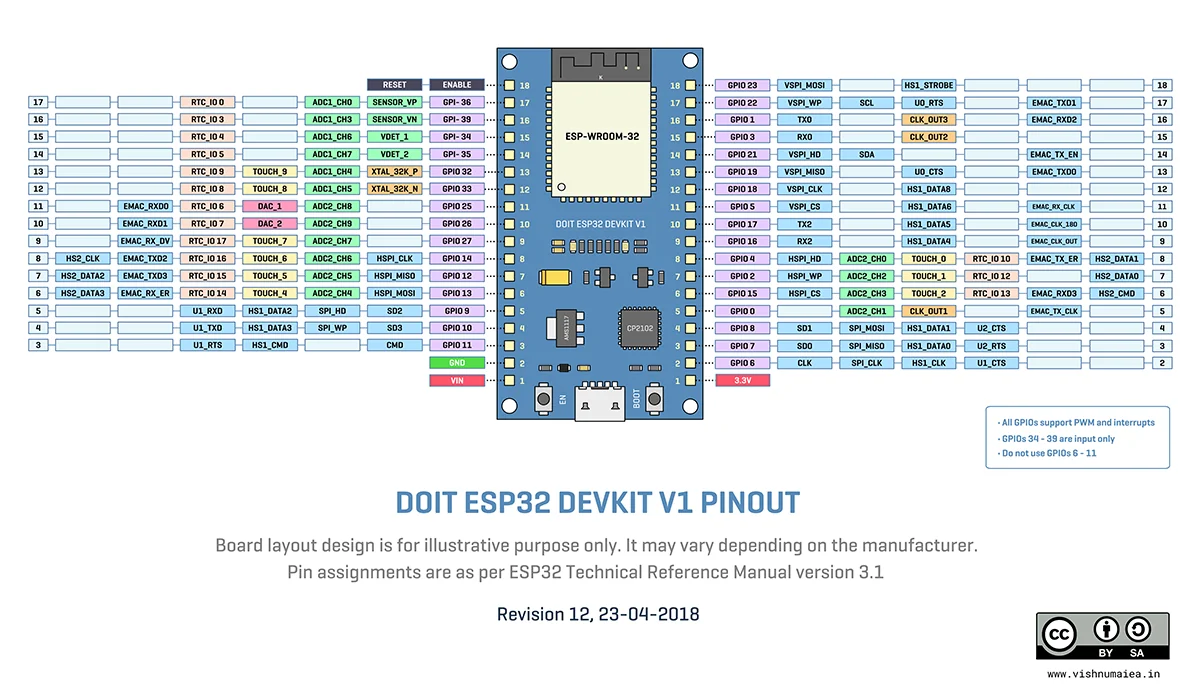 RESET ENABLE 18 18 GPIO 23 VSPI_MOSI HS1_STROBE 18
17 RTC_IO 0 ADC1_CH0 SENSOR_VP GPI- 36 17 17 GPIO 22 VSPI_WP SCL U0_RTS EMAC_TXD1 17
16 RTC_IO 3 ADC1_CH3 SENSOR_VN GPI- 39 16 16 GPIO 1 TX0 CLK_OUT3 EMAC_RXD2 16
15 RTC_IO 4 ADC1_CH6 VDET_1 GPI- 34 15 15 GPIO 3 RX0 CLK_OUT2 15
14 RTC_IO 5 ADC1_CH7 VDET_2 GPI- 35 14 14 GPIO 21 VSPI_HD SDA EMAC_TX_EN 14
13 RTC_IO 9 TOUCH_9 ADC1_CH4 XTAL_32K_P GPIO 32 13 13 GPIO 19 VSPI_MISO U0_CTS EMAC_TXD0 13
12 RTC_IO 8 TOUCH_8 ADC1_CH5 XTAL_32K_N GPIO 33 12 12 GPIO 18 VSPI_CLK HS1_DATA8 12
11 EMAC_RXD0 RTC_IO 6 DAC_1 ADC2_CH8 GPIO 25 11 11 GPIO 5 VSPI_CS HS1_DATA6 EMAC_RX_CLK 11
10 EMAC_RXD1 RTC_IO 7 DAC_2 ADC2_CH9 GPIO 26 10 10 GPIO 17 TX2 HS1_DATA5 EMAC_CLK_180 10
9 EMAC_RX_DV RTC_IO 17 TOUCH_7 ADC2_CH7 GPIO 27 9 9 GPIO 16 RX2 HS1_DATA4 EMAC_CLK_OUT 9
8 HS2_CLK EMAC_TXD2 RTC_IO 16 TOUCH_6 ADC2_CH6 HSPI_CLK GPIO 14 8 8 GPIO 4 HSPI_HD ADC2_CH0 TOUCH_0 RTC_IO 10 EMAC_TX_ER HS2_DATA1 8
7 HS2_DATA2 EMAC_TXD3 RTC_IO 15 TOUCH_5 ADC2_CH5 HSPI_MISO GPIO 12 7 7 GPIO 2 HSPI_WP ADC2_CH2 TOUCH_1 RTC_IO 12 HS2_DATA0 7
6 HS2_DATA3 EMAC_RX_ER RTC_IO 14 TOUCH_4 ADC2_CH4 HSPI_MOSI GPIO 13 6 6 GPIO 15 HSPI_CS ADC2_CH3 TOUCH_2 RTC_IO 13 EMAC_RXD3 HS2_CMD 6
5 U1_RXD HS1_DATA2 SPI_HD SD2 GPIO 9 5 5 GPIO 0 ADC2_CH1 CLK_OUT1 EMAC_TX_CLK 5
4 U1_TXD HS1_DATA3 SPI_WP SD3 GPIO 10 4 4 GPIO 8 SD1 SPI_MOSI HS1_DATA1 U2_CTS 4
3 U1_RTS HS1_CMD CMD GPIO 11 3 3 GPIO 7 SD0 SPI_MISO HS1_DATA0 U2_RTS 3
GND 2 2 GPIO 6 CLK SPI_CLK HS1_CLK U1_CTS 2
VIN 1 1 3.3V
K
ESP-WROOM-32
DOIT ESP32 DEVKIT V1
AMS1117
CP2102
EN
BOOT
· All GPIOs support PWM and interrupts
· GPIOs 34 - 39 are input only
· Do not use GPIOs 6 - 11
DOIT ESP32 DEVKIT V1 PINOUT
Board layout design is for illustrative purpose only. It may vary depending on the manufacturer.
Pin assignments are as per ESP32 Technical Reference Manual version 3.1
Revision 12, 23-04-2018
cc
BY SA
www.vishnumaiea.in